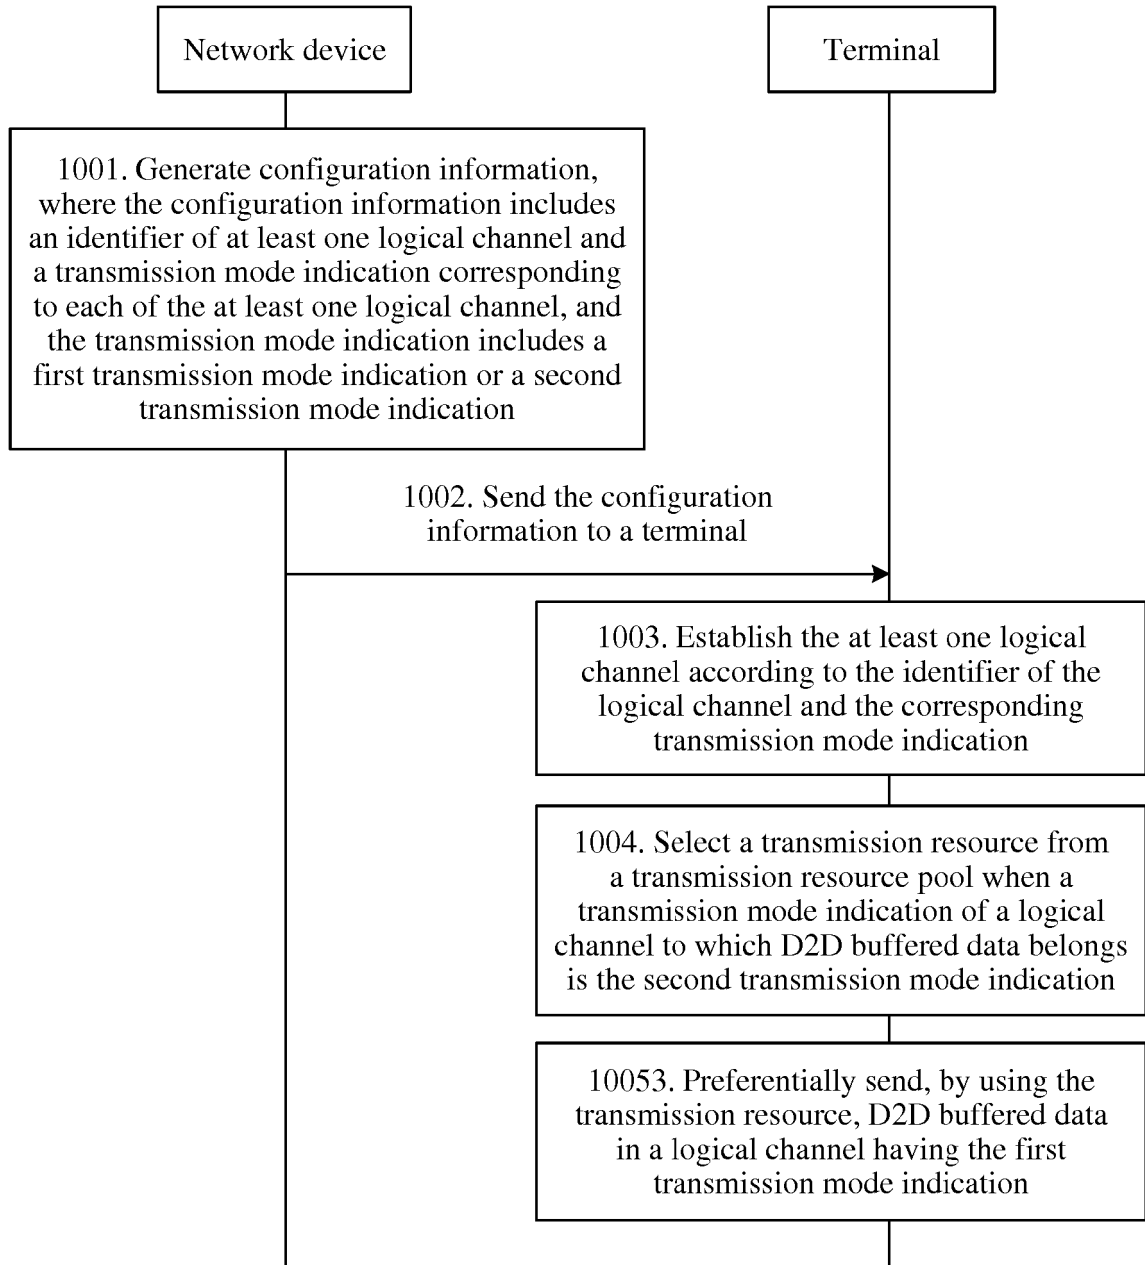 Network device
Terminal
1001. Generate configuration information,
where the configuration information includes
an identifier of at least one logical channel and
a transmission mode indication corresponding
to each of the at least one logical channel, and
the transmission mode indication includes a
first transmission mode indication or a second
transmission mode indication
1002. Send the configuration
information to a terminal
1003. Establish the at least one logical
channel according to the identifier of the
logical channel and the corresponding
transmission mode indication
1004. Select a transmission resource from
a transmission resource pool when a
transmission mode indication of a logical
channel to which D2D buffered data belongs
is the second transmission mode indication
10053. Preferentially send, by using the
transmission resource, D2D buffered data
in a logical channel having the first
transmission mode indication